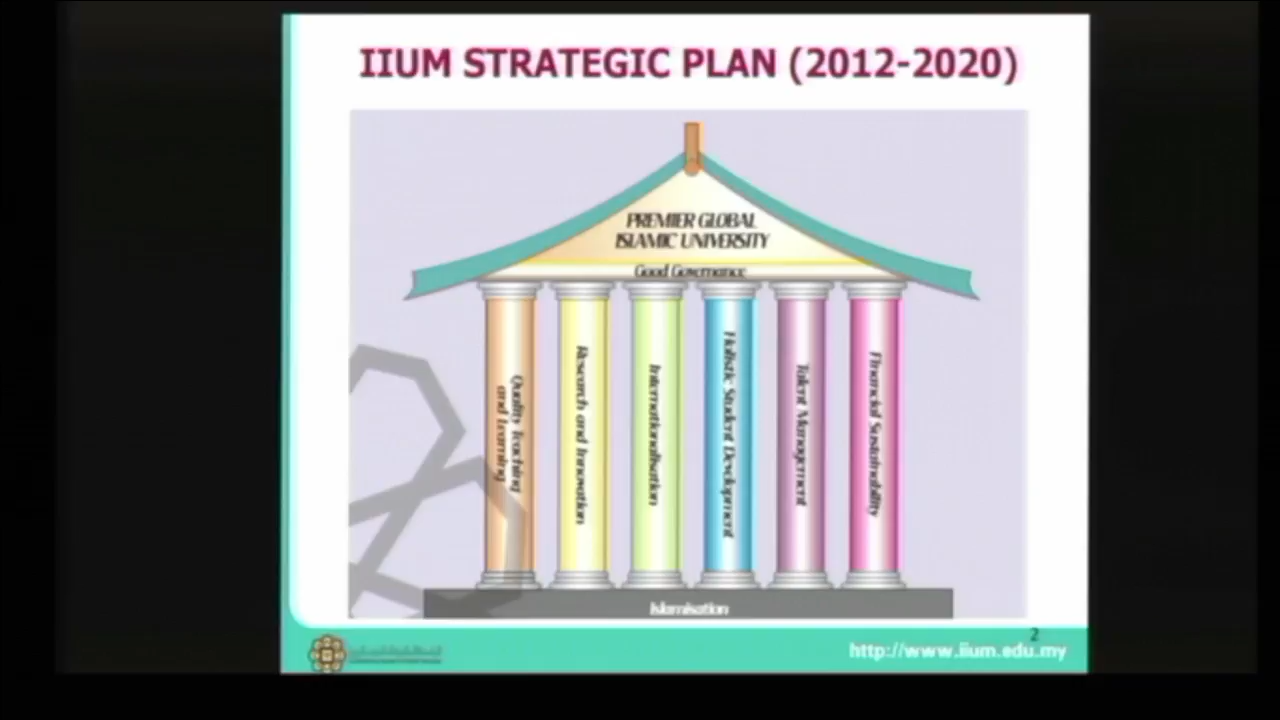 IIUM STRATEGIC PLAN (2012-2020)
PREMIER GLOBAL
ISLAMIC UNIVERSITY
Good Governance
Quality Teaching
and Learning
Research and Innovation
Internationalisation
Holistic Student Development
Talent Management
Financial Sustainability
Islamisation
2
http://www.iium.edu.my